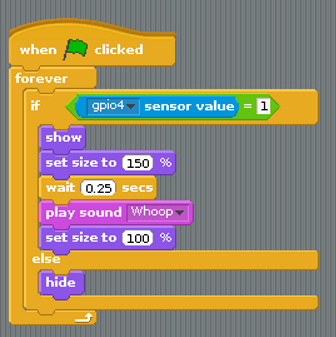 when clicked
forever
if gpio4 sensor value = 1
show
set size to 150 %
wait 0.25 secs
play sound Whoop
set size to 100 %
else
hide